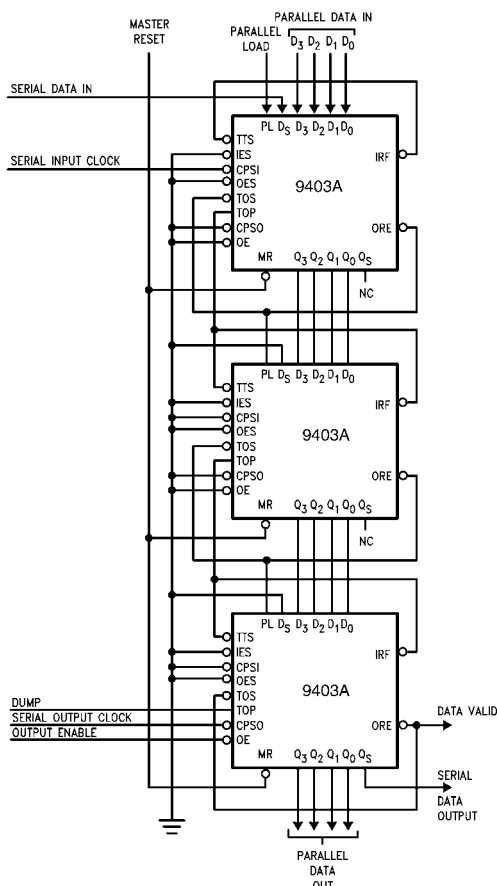 MASTER
RESET
PARALLEL DATA IN
PARALLEL
LOAD
D3 D2 D1 D0
SERIAL DATA IN
PL DS D3 D2 D1 D0
TTS
IES
SERIAL INPUT CLOCK
CPSI
OES
TOS
TOP
CPSO
OE
9403A
IRF
ORE
MR
Q3 Q2 Q1 Q0 QS
NC
PL DS D3 D2 D1 D0
TTS
IES
CPSI
OES
TOS
TOP
CPSO
OE
9403A
IRF
ORE
MR
Q3 Q2 Q1 Q0 QS
NC
PL DS D3 D2 D1 D0
TTS
IES
CPSI
OES
TOS
DUMP
TOP
SERIAL OUTPUT CLOCK
CPSO
OUTPUT ENABLE
OE
9403A
IRF
ORE
DATA VALID
MR
Q3 Q2 Q1 Q0 QS
SERIAL
DATA
OUTPUT
PARALLEL
DATA
OUT